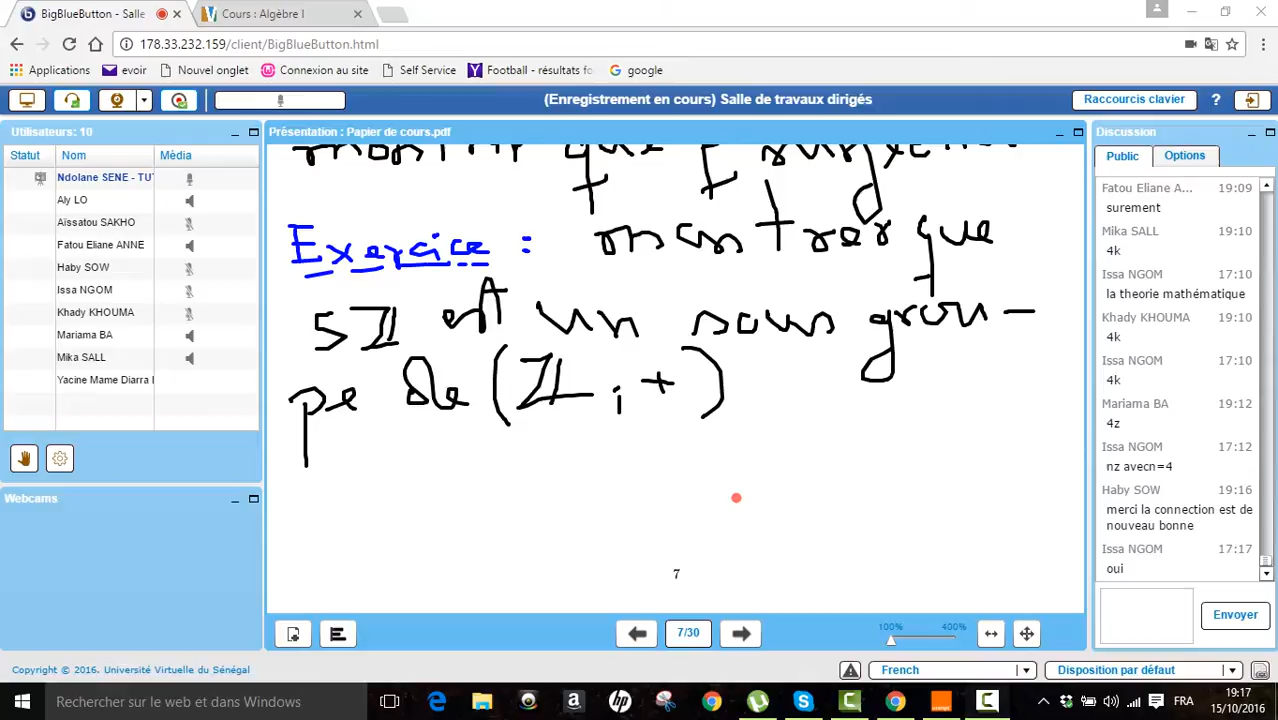 BigBlueButton - Salle
Cours : Algèbre I
178.33.232.159/client/BigBlueButton.html
Applications
evoir
Nouvel onglet
Connexion au site
Self Service
Football - résultats fo
google
(Enregistrement en cours) Salle de travaux dirigés
Raccourcis clavier
?
Utilisateurs: 10
Statut Nom Média
Ndolane SENE - TUT
Aly LO
Aïssatou SAKHO
Fatou Eliane ANNE
Haby SOW
Issa NGOM
Khady KHOUMA
Mariama BA
Mika SALL
Yacine Mame Diarra
Webcams
Présentation : Papier de cours.pdf
montrer que f surjective
Exercice : montrer que
5Z est un sous grou-
pe de (Z, +)
7
7/30
100% 400%
Discussion
Public Options
Fatou Eliane A... 19:09
surement
Mika SALL 19:10
4k
Issa NGOM 17:10
la theorie mathématique
Khady KHOUMA 19:10
4k
Issa NGOM 17:10
4k
Mariama BA 19:12
4z
Issa NGOM 17:12
nz avecn=4
Haby SOW 19:16
merci la connection est de
nouveau bonne
Issa NGOM 17:17
oui
Envoyer
Copyright © 2016. Université Virtuelle du Sénégal
French
Disposition par défaut
Rechercher sur le web et dans Windows
FRA
19:17
15/10/2016